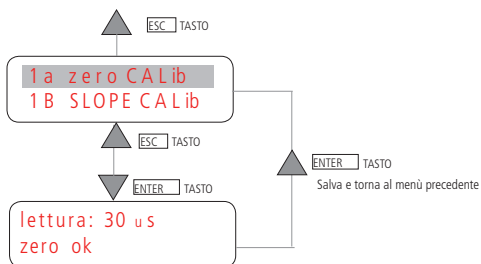 ESC TASTO
1a zero CALib
1B SLOPE CALib
ESC TASTO
ENTER TASTO
ENTER TASTO
Salva e torna al menù precedente
lettura: 30 us
zero ok